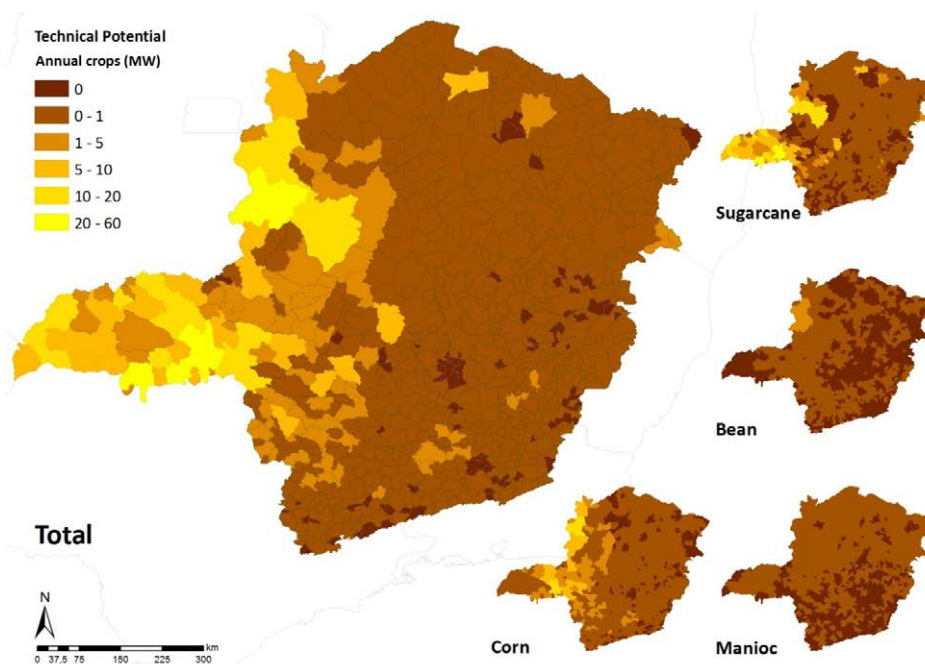 Technical Potential
Annual crops (MW)
0
0 - 1
1 - 5
5 - 10
10 - 20
20 - 60
Sugarcane
Bean
Total
Corn
Manioc
N
km
0 37.5 75 150 225 300